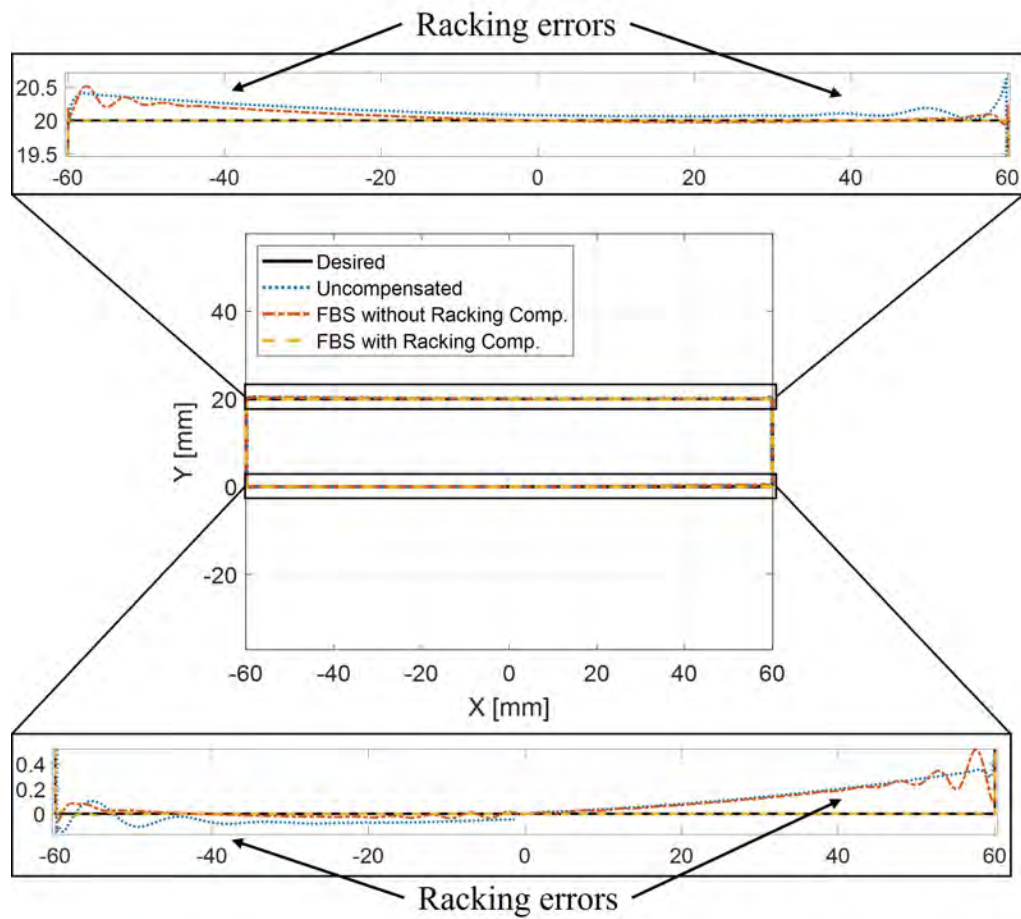 Racking errors
20.5
20
19.5
-60 -40 -20 0 20 40 60
Desired
Uncompensated
FBS without Racking Comp.
FBS with Racking Comp.
40
20
0
-20
Y [mm]
-60 -40 -20 0 20 40 60
X [mm]
0.4
0.2
0
-60 -40 -20 0 20 40 60
Racking errors